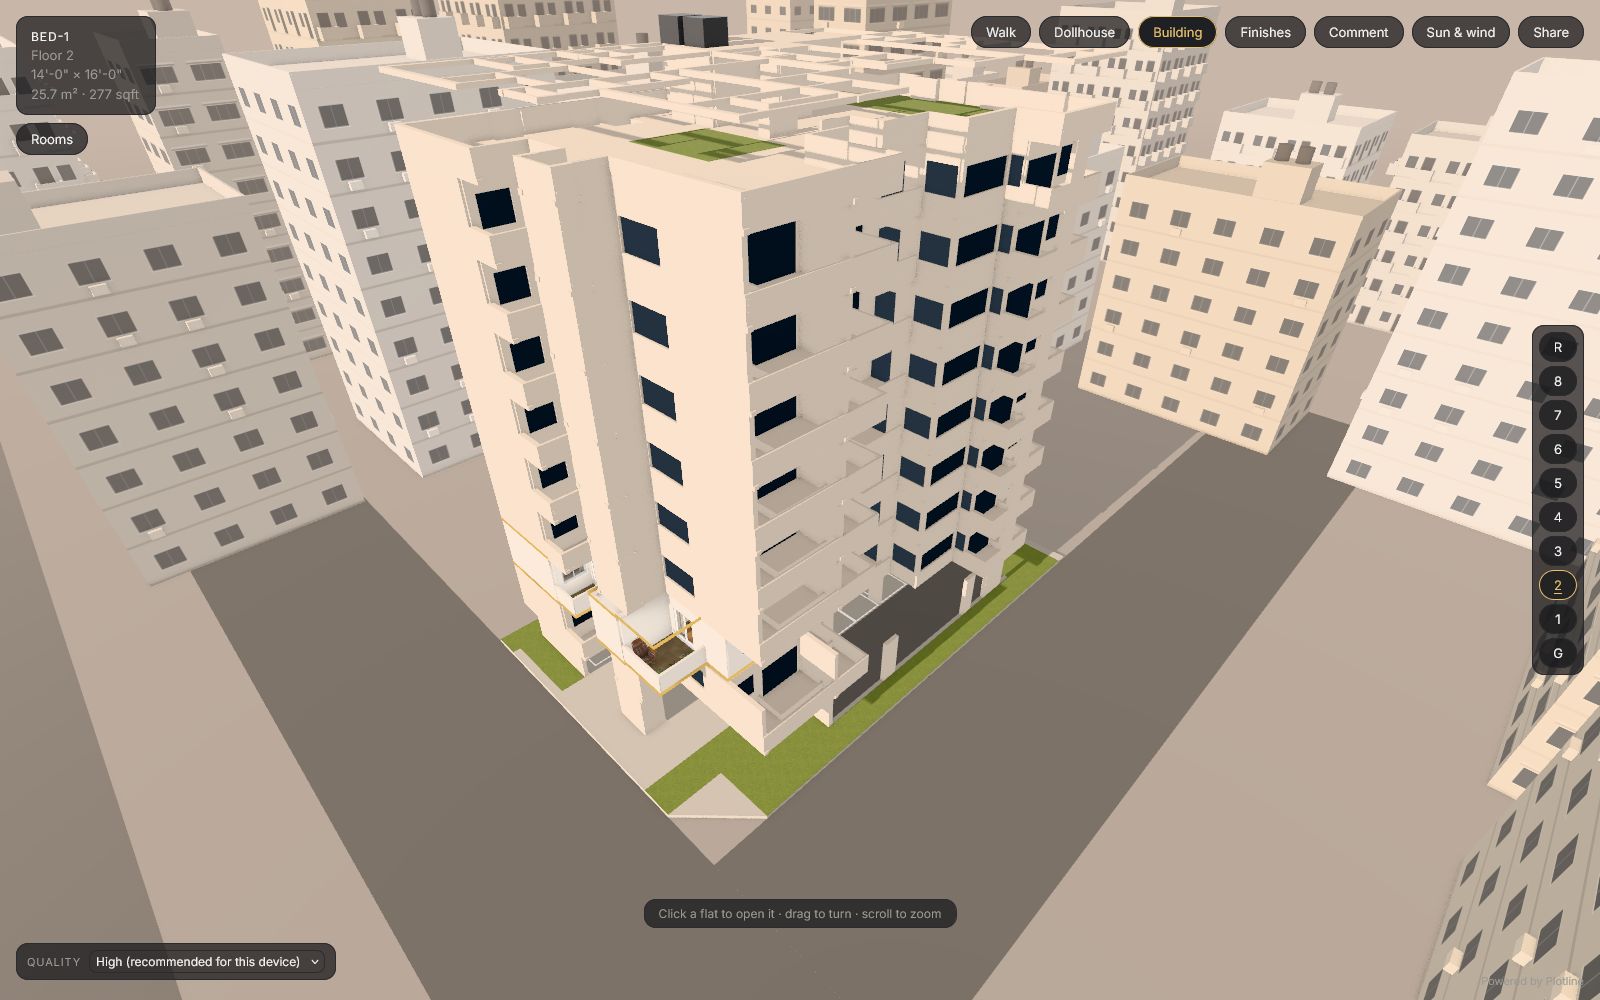 BED-1
Floor 2
14'-0" × 16'-0"
25.7 m² · 277 sqft
Rooms
Walk
Dollhouse
Building
Finishes
Comment
Sun & wind
Share
R
8
7
6
5
4
3
2
1
G
Click a flat to open it · drag to turn · scroll to zoom
QUALITY
High (recommended for this device)
Powered by Plotling